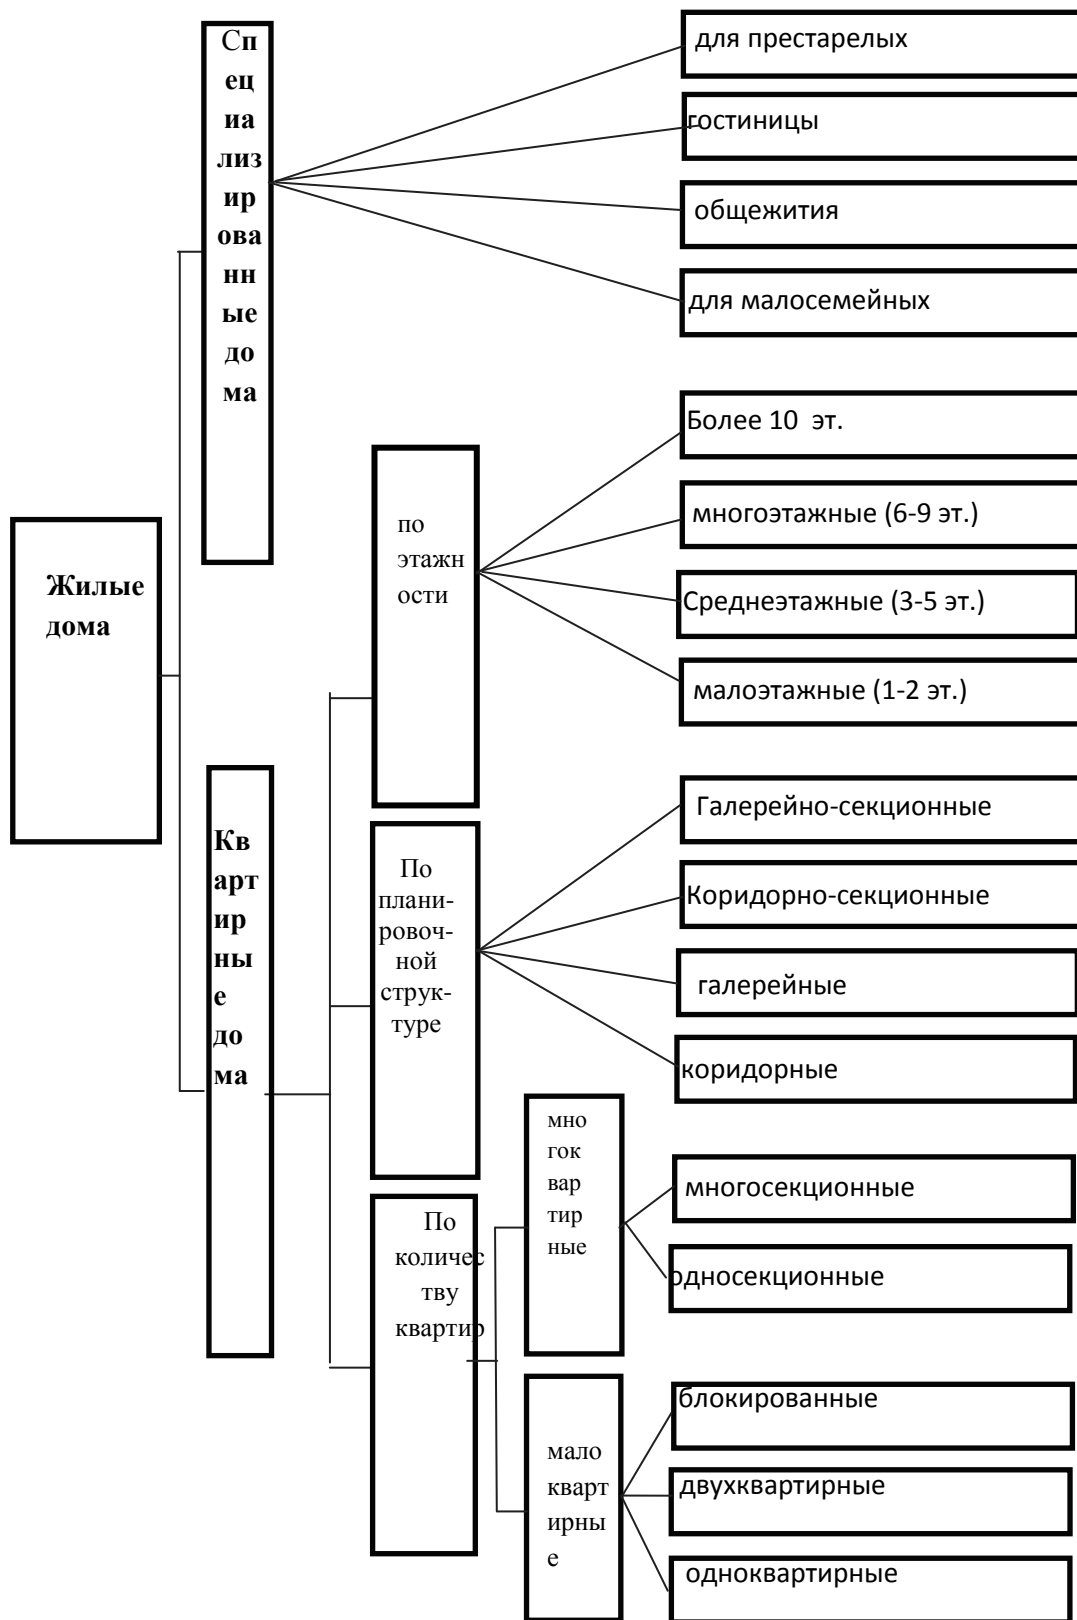 Сп
ец
иа
лиз
ир
ова
нн
ые
до
ма
для престарелых
гостиницы
общежития
для малосемейных
Жилые
дома
по
этажн
ости
Более 10 эт.
многоэтажные (6-9 эт.)
Среднеэтажные (3-5 эт.)
малоэтажные (1-2 эт.)
Кв
арт
ир
ны
е
до
ма
По
плани-
ровоч-
ной
струк-
туре
Галерейно-секционные
Коридорно-секционные
галерейные
коридорные
По
количес
тву
квартир
мно
гок
вар
тир
ные
многосекционные
односекционные
мало
кварт
ирны
е
блокированные
двухквартирные
одноквартирные